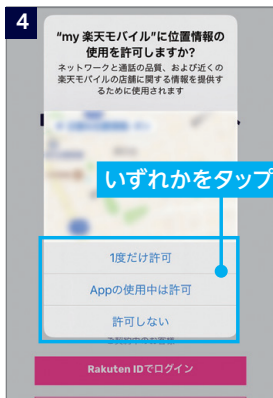 4
“my 楽天モバイル”に位置情報の
使用を許可しますか?
ネットワークと通話の品質、および近くの
楽天モバイルの店舗に関する情報を提供す
るために使用されます
いずれかをタップ
1度だけ許可
Appの使用中は許可
許可しない
Rakuten IDでログイン